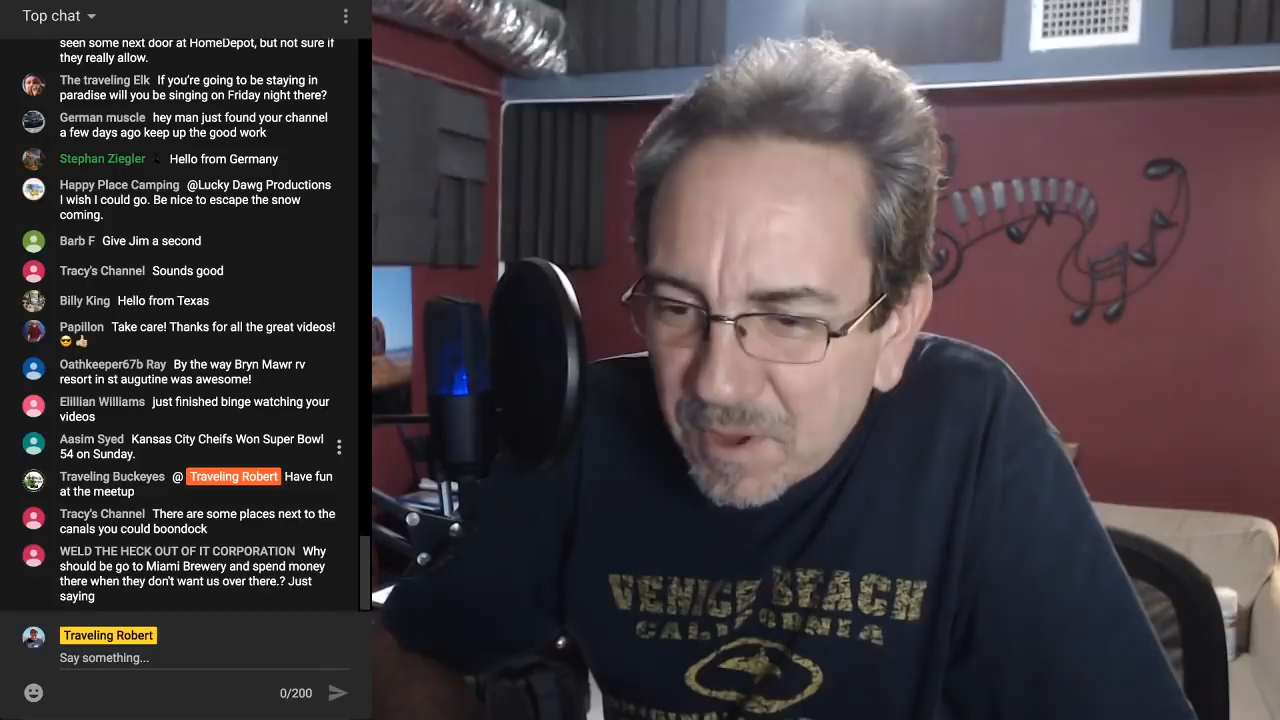 Top chat
seen some next door at HomeDepot, but not sure if
they really allow.
The traveling Elk If you're going to be staying in
paradise will you be singing on Friday night there?
German muscle hey man just found your channel
a few days ago keep up the good work
Stephan Ziegler Hello from Germany
Happy Place Camping @Lucky Dawg Productions
I wish I could go. Be nice to escape the snow
coming.
Barb F Give Jim a second
Tracy's Channel Sounds good
Billy King Hello from Texas
Papillon Take care! Thanks for all the great videos!
😎👍🏼
Oathkeeper67b Ray By the way Bryn Mawr rv
resort in st augutine was awesome!
Elillian Williams just finished binge watching your
videos
Aasim Syed Kansas City Cheifs Won Super Bowl
54 on Sunday.
Traveling Buckeyes @ Traveling Robert Have fun
at the meetup
Tracy's Channel There are some places next to the
canals you could boondock
WELD THE HECK OUT OF IT CORPORATION Why
should be go to Miami Brewery and spend money
there when they don't want us over there.? Just
saying
Traveling Robert
Say something...
0/200
VENICE BEACH
CALIFORNIA